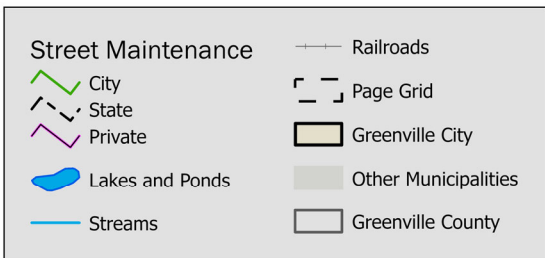 Street Maintenance
City
State
Private
Lakes and Ponds
Streams
Railroads
Page Grid
Greenville City
Other Municipalities
Greenville County